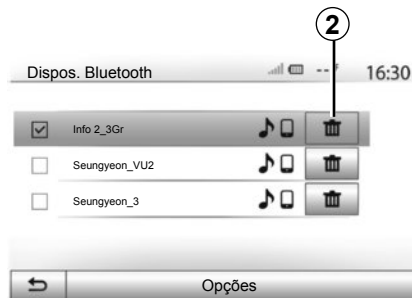 2
Dispos. Bluetooth --° 16:30
Info 2_3Gr
Seungyeon_VU2
Seungyeon_3
Opções